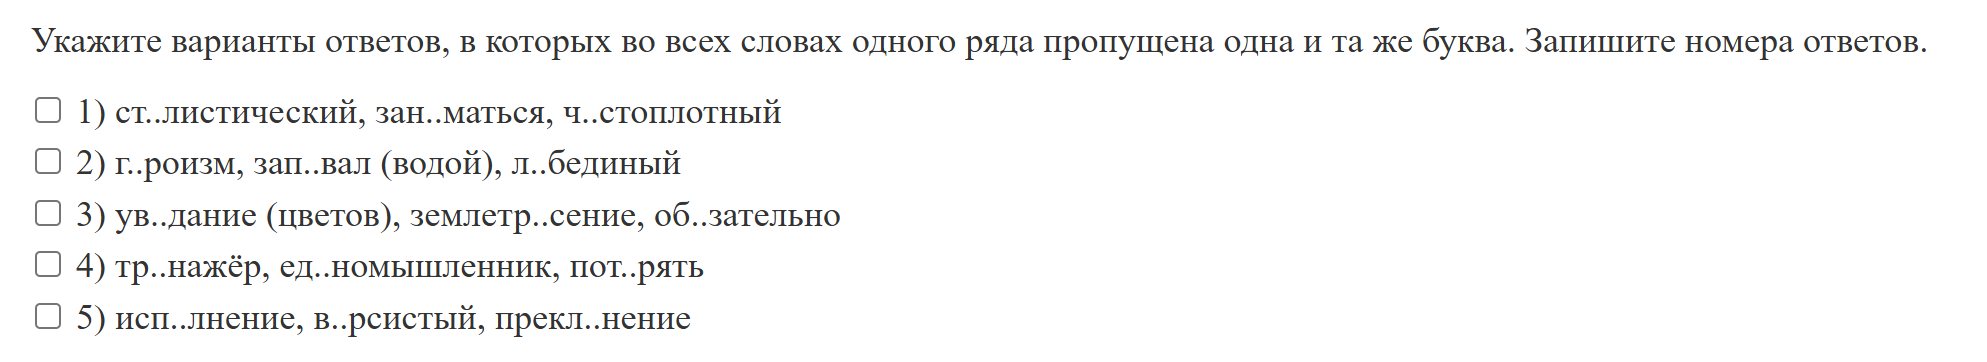 Укажите варианты ответов, в которых во всех словах одного ряда пропущена одна и та же буква. Запишите номера ответов.
1) ст..листический, зан..маться, ч..стоплотный
2) г..роизм, зап..вал (водой), л..бединый
3) ув..дание (цветов), землетр..сение, об..зательно
4) тр..нажёр, ед..номышленник, пот..рять
5) исп..лнение, в..рсистый, прекл..нение